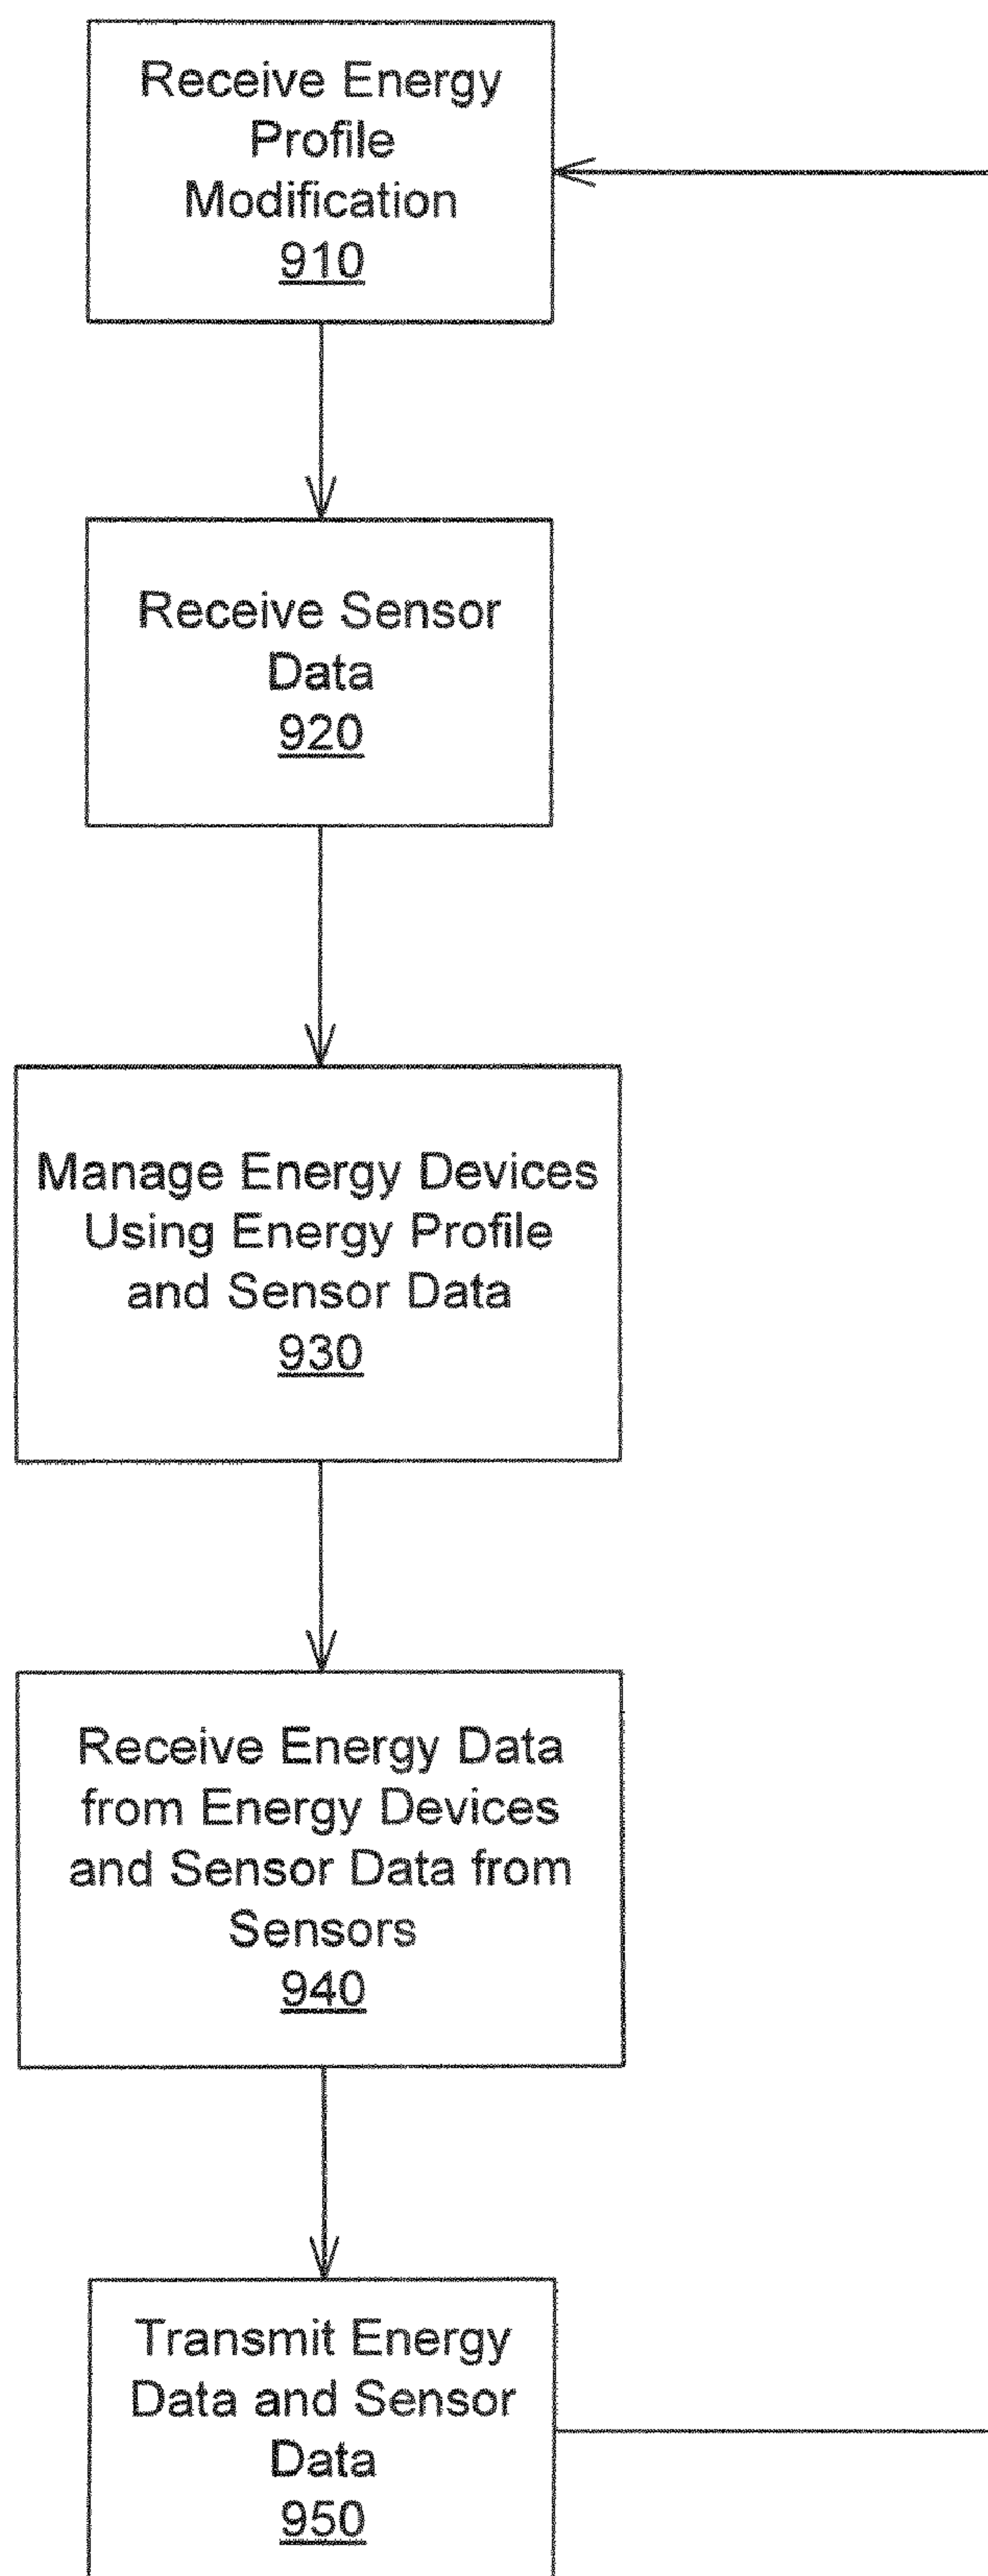 Receive Energy
Profile
Modification
910
Receive Sensor
Data
920
Manage Energy Devices
Using Energy Profile
and Sensor Data
930
Receive Energy Data
from Energy Devices
and Sensor Data from
Sensors
940
Transmit Energy
Data and Sensor
Data
950